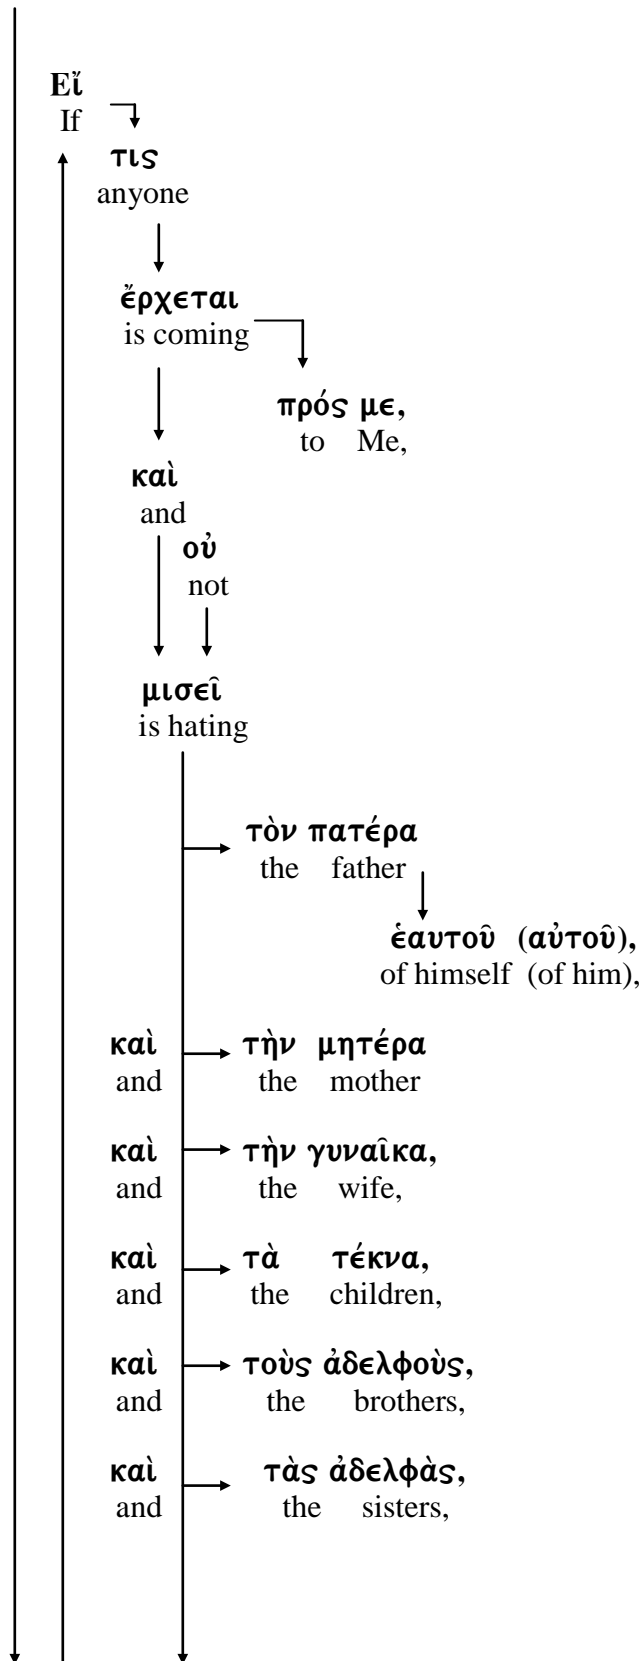 Εἴ
If
τις
anyone
ἔρχεται
is coming
πρός με,
to Me,
καὶ
and
οὐ
not
μισεῖ
is hating
τὸν πατέρα
the father
ἑαυτοῦ (αὐτοῦ),
of himself (of him),
καὶ τὴν μητέρα
and the mother
καὶ τὴν γυναῖκα,
and the wife,
καὶ τὰ τέκνα,
and the children,
καὶ τοὺς ἀδελφοὺς,
and the brothers,
καὶ τὰς ἀδελφὰς,
and the sisters,